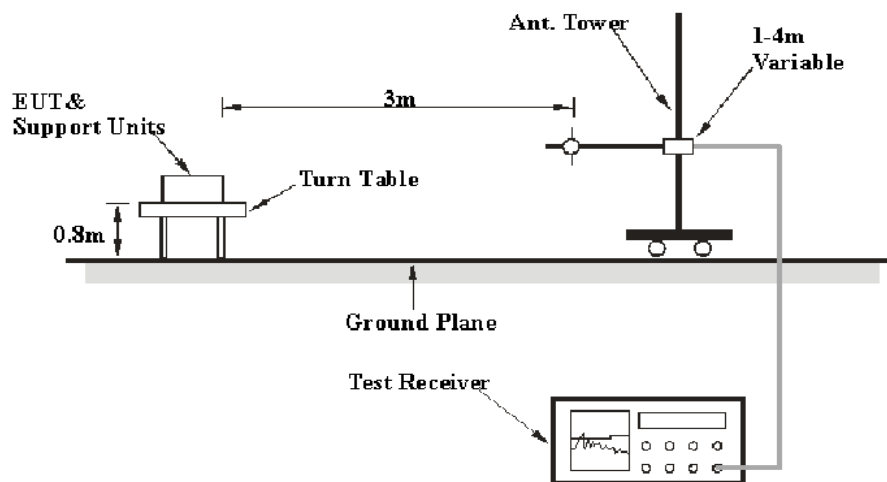 Ant. Tower
1-4m
Variable
3m
EUT&
Support Units
Turn Table
0.8m
Ground Plane
Test Receiver